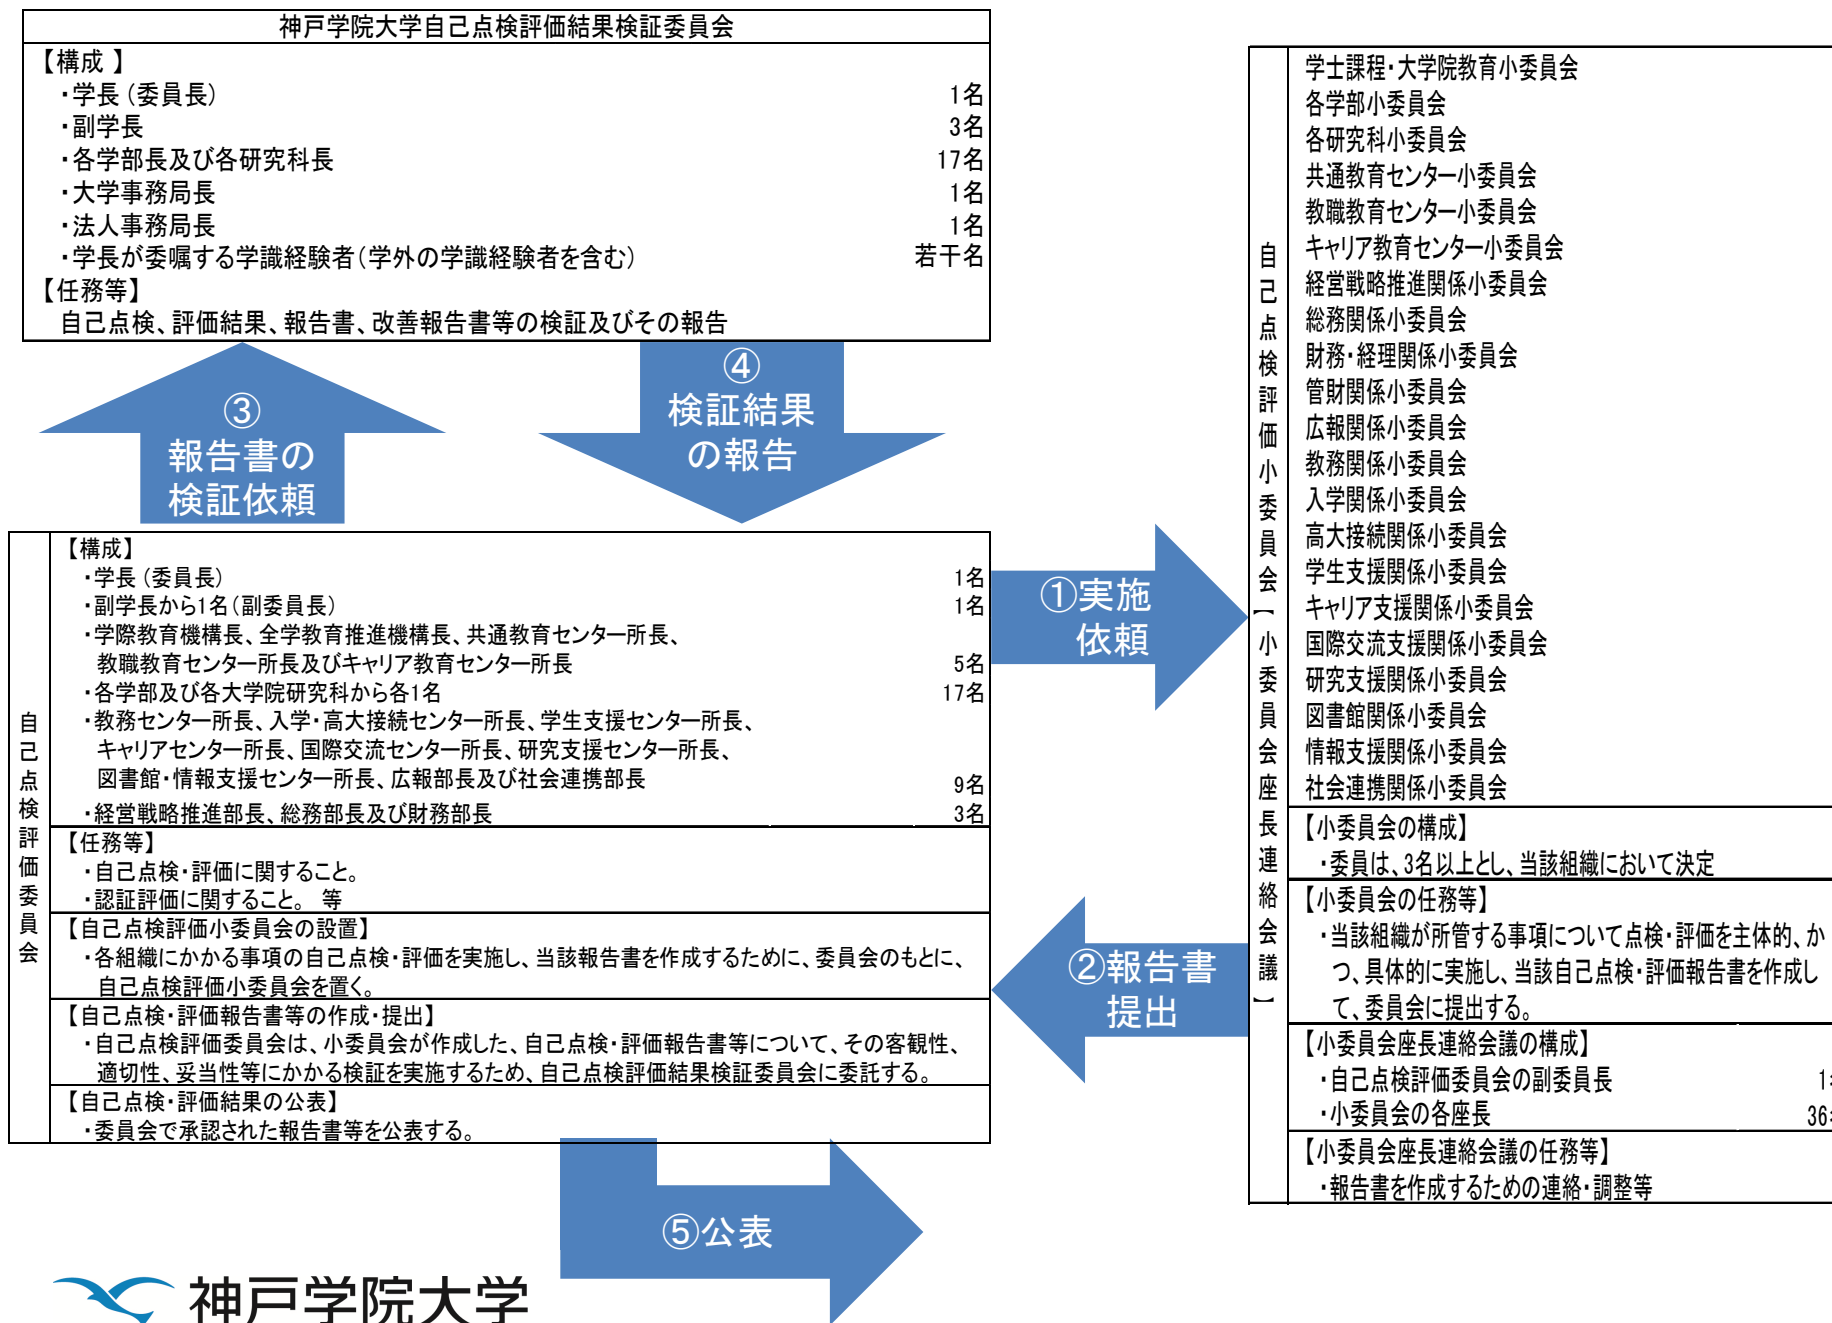 神戸学院大学自己点検評価結果検証委員会
【構成 】
・学長（委員長） 1名
・副学長 3名
・各学部長及び各研究科長 17名
・大学事務局長 1名
・法人事務局長 1名
・学長が委嘱する学識経験者（学外の学識経験者を含む） 若干名
【任務等】
自己点検、評価結果、報告書、改善報告書等の検証及びその報告
③
報告書の
検証依頼
④
検証結果
の報告
自己点検評価委員会
【構成】
・学長（委員長） 1名
・副学長から1名（副委員長） 1名
・学際教育機構長、全学教育推進機構長、共通教育センター所長、
教職教育センター所長及びキャリア教育センター所長 5名
・各学部及び各大学院研究科から各1名 17名
・教務センター所長、入学・高大接続センター所長、学生支援センター所長、
キャリアセンター所長、国際交流センター所長、研究支援センター所長、
図書館・情報支援センター所長、広報部長及び社会連携部長 9名
・経営戦略推進部長、総務部長及び財務部長 3名
【任務等】
・自己点検・評価に関すること。
・認証評価に関すること。 等
【自己点検評価小委員会の設置】
・各組織にかかる事項の自己点検・評価を実施し、当該報告書を作成するために、委員会のもとに、
自己点検評価小委員会を置く。
【自己点検・評価報告書等の作成・提出】
・自己点検評価委員会は、小委員会が作成した、自己点検・評価報告書等について、その客観性、
適切性、妥当性等にかかる検証を実施するため、自己点検評価結果検証委員会に委託する。
【自己点検・評価結果の公表】
・委員会で承認された報告書等を公表する。
①実施
依頼
②報告書
提出
⑤公表
自己点検評価小委員会【小委員会座長連絡会議】
学士課程・大学院教育小委員会
各学部小委員会
各研究科小委員会
共通教育センター小委員会
教職教育センター小委員会
キャリア教育センター小委員会
経営戦略推進関係小委員会
総務関係小委員会
財務・経理関係小委員会
管財関係小委員会
広報関係小委員会
教務関係小委員会
入学関係小委員会
高大接続関係小委員会
学生支援関係小委員会
キャリア支援関係小委員会
国際交流支援関係小委員会
研究支援関係小委員会
図書館関係小委員会
情報支援関係小委員会
社会連携関係小委員会
【小委員会の構成】
・委員は、3名以上とし、当該組織において決定
【小委員会の任務等】
・当該組織が所管する事項について点検・評価を主体的、か
つ、具体的に実施し、当該自己点検・評価報告書を作成し
て、委員会に提出する。
【小委員会座長連絡会議の構成】
・自己点検評価委員会の副委員長 1
・小委員会の各座長 36
【小委員会座長連絡会議の任務等】
・報告書を作成するための連絡・調整等
神戸学院大学